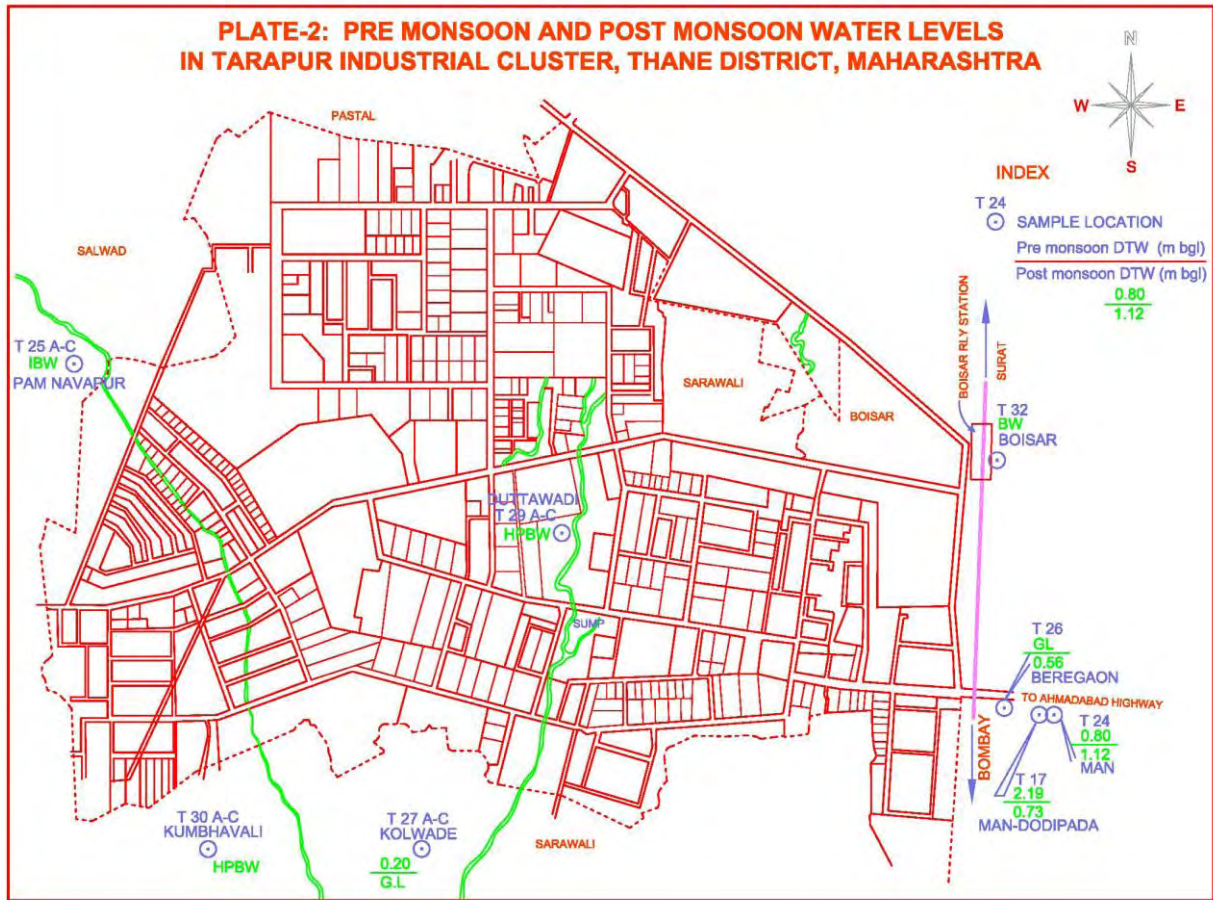 PLATE-2: PRE MONSOON AND POST MONSOON WATER LEVELS
IN TARAPUR INDUSTRIAL CLUSTER, THANE DISTRICT, MAHARASHTRA
N
W
E
S
INDEX
T 24
SAMPLE LOCATION
Pre monsoon DTW (m bgl)
Post monsoon DTW (m bgl)
0.80
1.12
PASTAL
SALWAD
T 25 A-C
IBW
PAM NAVAPUR
SARAWALI
BOISAR
BOISAR RLY STATION
SURAT
T 32
BW
BOISAR
DUTTAWADI
T 29 A-C
HPBW
SUMP
T 26
GL
0.56
BEREGAON
TO AHMADABAD HIGHWAY
BOMBAY
T 24
0.80
1.12
MAN
T 17
2.19
0.73
MAN-DODIPADA
T 30 A-C
KUMBHAVALI
HPBW
T 27 A-C
KOLWADE
0.20
G.L
SARAWALI